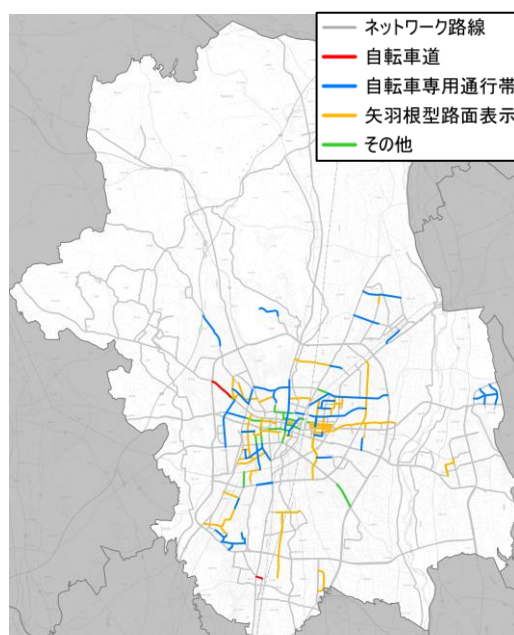 ネットワーク路線
自転車道
自転車専用通行帯
矢羽根型路面表示
その他